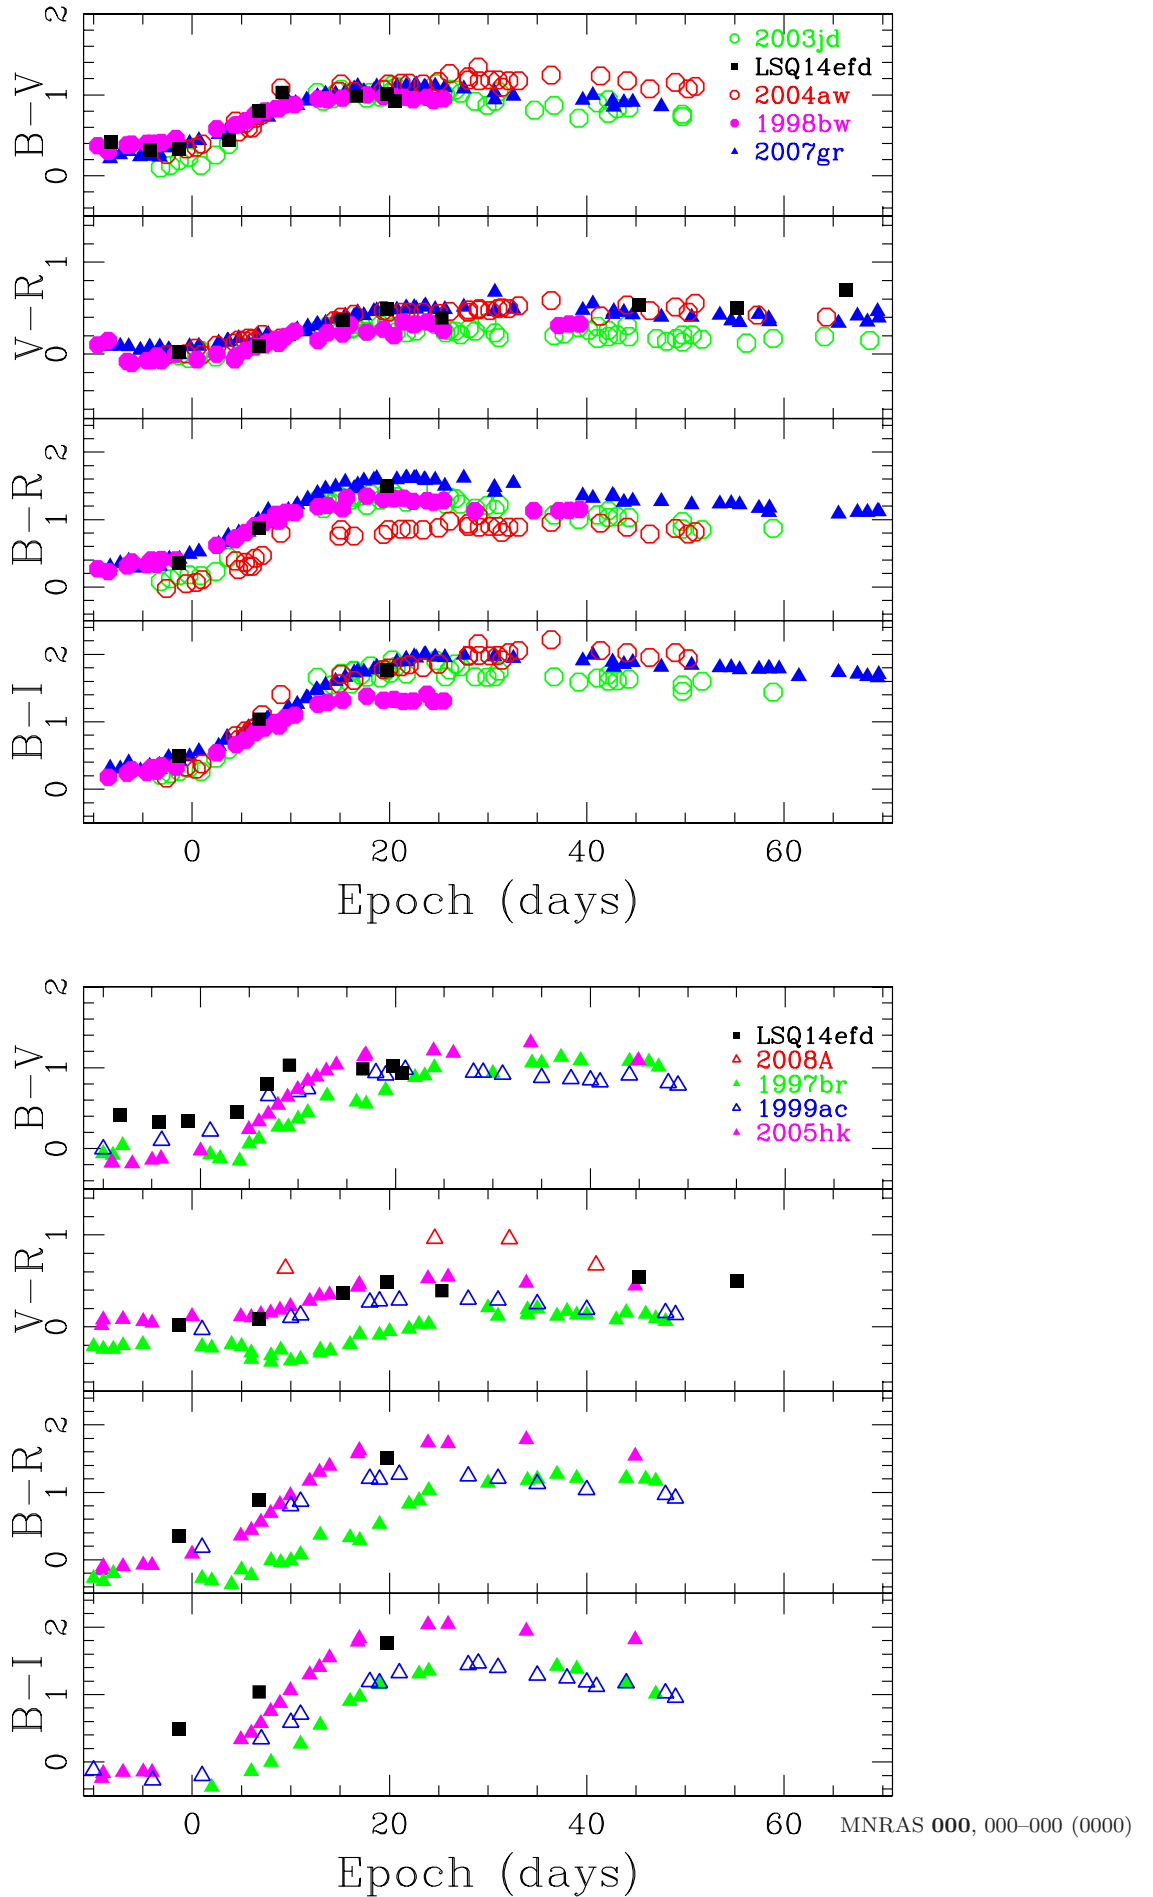 2
1
0
B−V
2003jd
LSQ14efd
2004aw
1998bw
2007gr
1
0
V−R
2
1
0
B−R
2
1
0
B−I
0 20 40 60
Epoch (days)
2
1
0
B−V
LSQ14efd
2008A
1997br
1999ac
2005hk
1
0
V−R
2
1
0
B−R
2
1
0
B−I
0 20 40 60
MNRAS 000, 000–000 (0000)
Epoch (days)